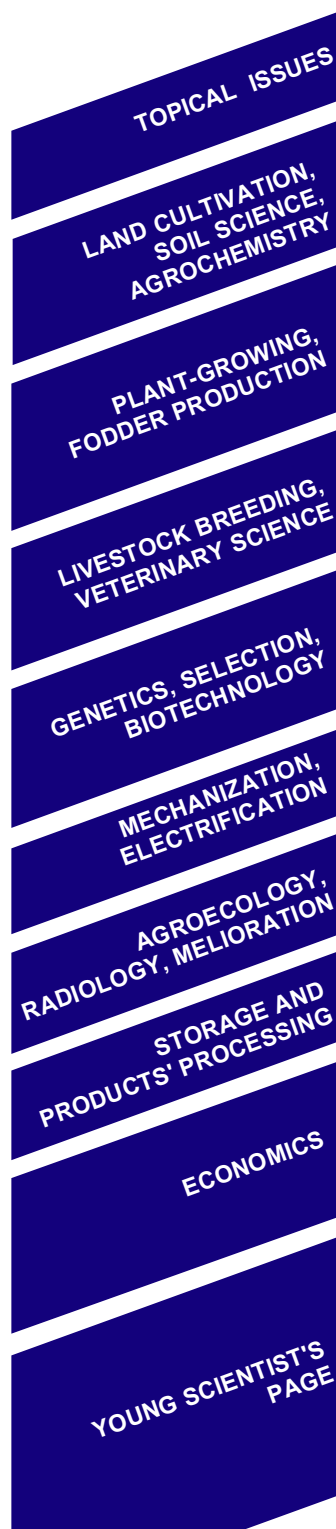 TOPICAL ISSUES
LAND CULTIVATION,
SOIL SCIENCE,
AGROCHEMISTRY
PLANT-GROWING,
FODDER PRODUCTION
LIVESTOCK BREEDING,
VETERINARY SCIENCE
GENETICS, SELECTION,
BIOTECHNOLOGY
MECHANIZATION,
ELECTRIFICATION
AGROECOLOGY,
RADIOLOGY, MELIORATION
STORAGE AND
PRODUCTS' PROCESSING
ECONOMICS
YOUNG SCIENTIST'S
PAGE